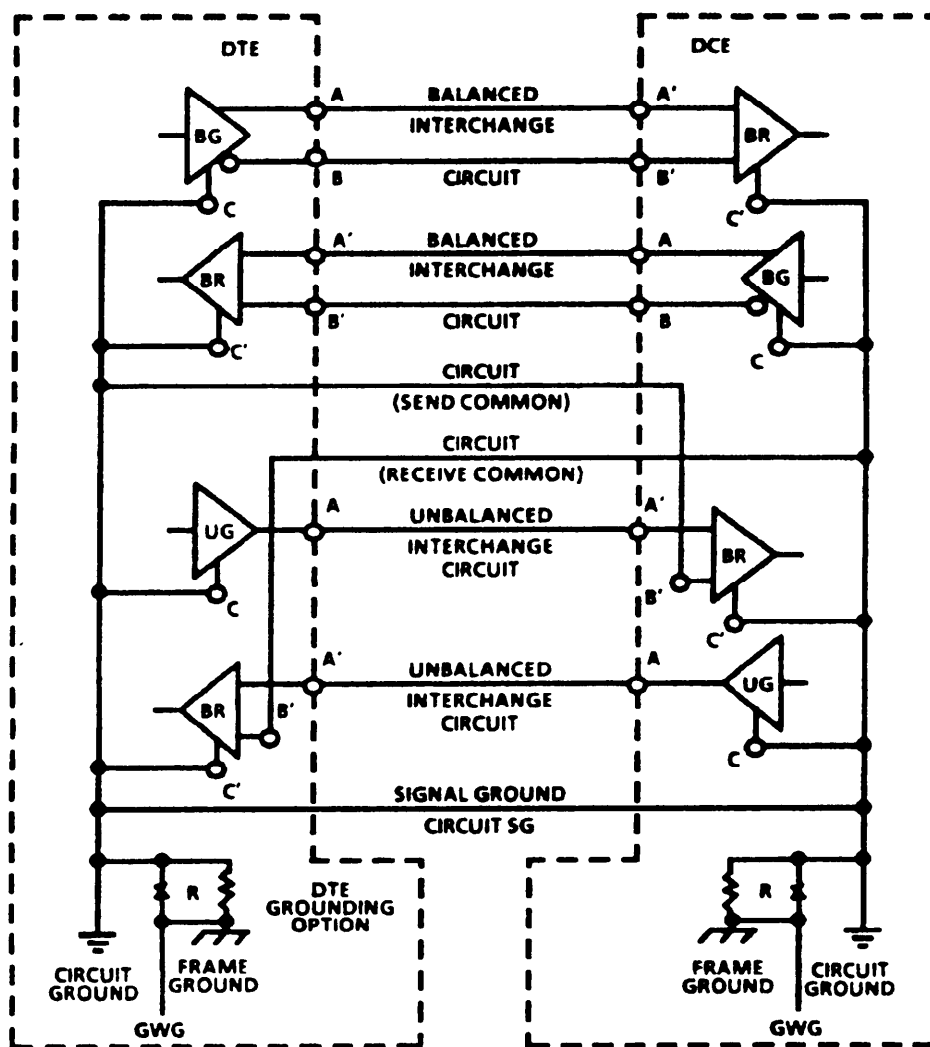 DTE
DCE
A
BALANCED
A'
BG
INTERCHANGE
BR
B
CIRCUIT
B'
C
C'
A'
BALANCED
A
BR
INTERCHANGE
BG
B'
CIRCUIT
B
C'
C
CIRCUIT
(SEND COMMON)
CIRCUIT
(RECEIVE COMMON)
A
UNBALANCED
A'
UG
INTERCHANGE
BR
CIRCUIT
B'
C
C'
A'
UNBALANCED
A
BR
B'
INTERCHANGE
UG
CIRCUIT
C'
C
SIGNAL GROUND
CIRCUIT SG
R
DTE
GROUNDING
OPTION
R
CIRCUIT
GROUND
FRAME
GROUND
FRAME
GROUND
CIRCUIT
GROUND
GWG
GWG